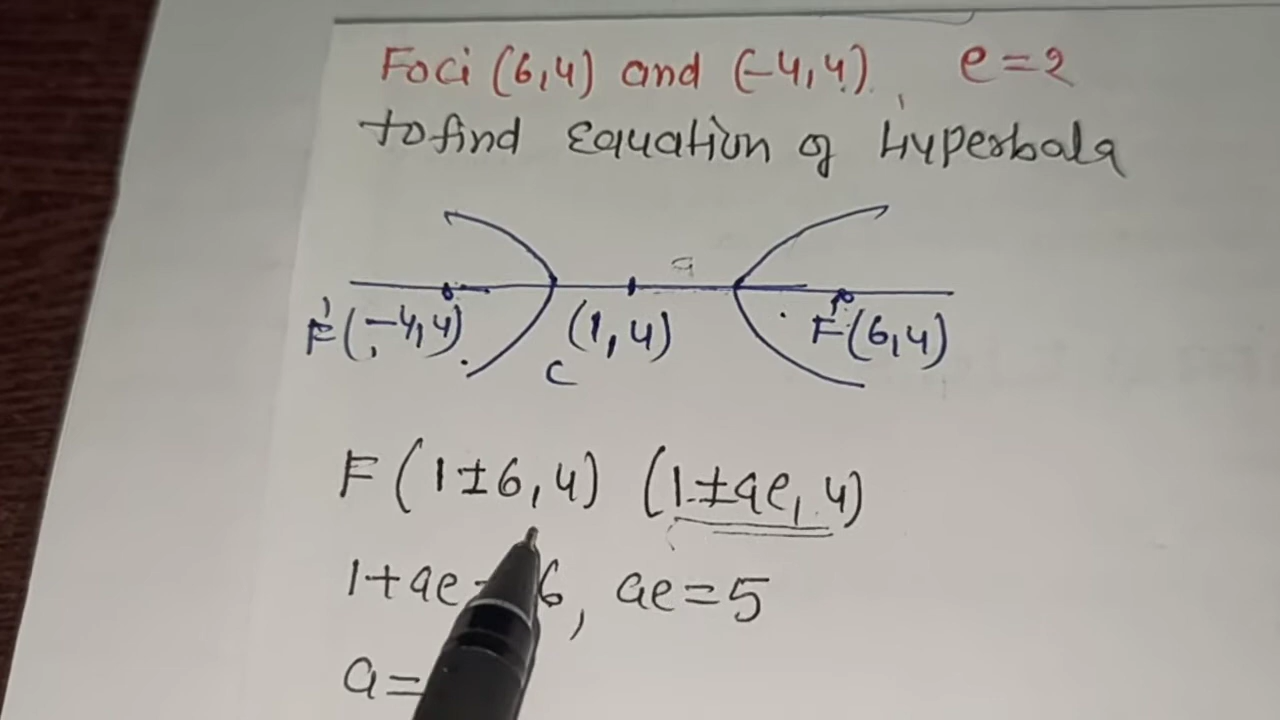 Foci (6,4) and (-4,4), e=2
to find Equation of Hyperbala
a
F'(-4,4) (1,4) F(6,4)
C
F(1±6,4) (1±ae, 4)
1+ae= 6, ae=5
a=